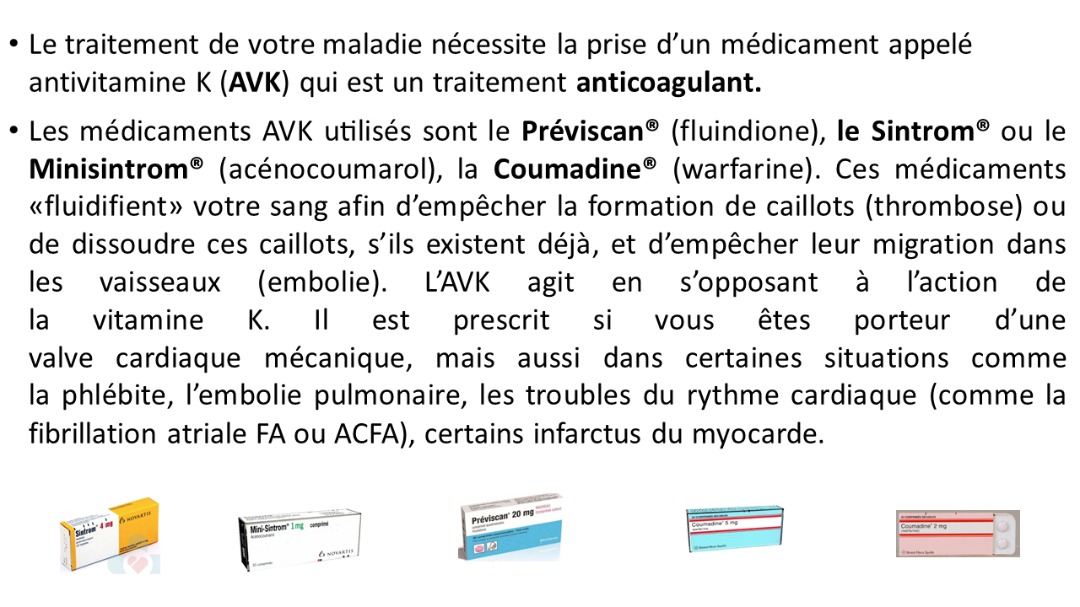 • Le traitement de votre maladie nécessite la prise d’un médicament appelé
antivitamine K (AVK) qui est un traitement anticoagulant.
• Les médicaments AVK utilisés sont le Préviscan® (fluindione), le Sintrom® ou le
Minisintrom® (acénocoumarol), la Coumadine® (warfarine). Ces médicaments
«fluidifient» votre sang afin d’empêcher la formation de caillots (thrombose) ou
de dissoudre ces caillots, s’ils existent déjà, et d’empêcher leur migration dans
les vaisseaux (embolie). L’AVK agit en s’opposant à l’action de
la vitamine K. Il est prescrit si vous êtes porteur d’une
valve cardiaque mécanique, mais aussi dans certaines situations comme
la phlébite, l’embolie pulmonaire, les troubles du rythme cardiaque (comme la
fibrillation atriale FA ou ACFA), certains infarctus du myocarde.
Sintrom® 4 mg
NOVARTIS
Mini-Sintrom® 1 mg comprimé
Acénocoumarol
NOVARTIS
Préviscan® 20 mg
Coumadine® 5 mg
Coumadine® 2 mg